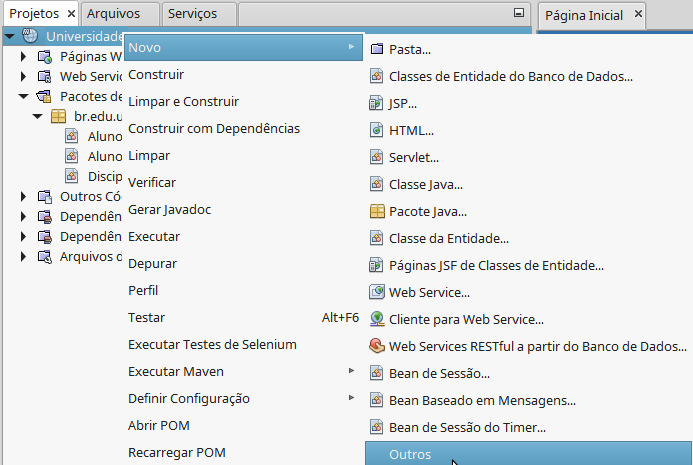 Projetos
Arquivos
Serviços
Página Inicial
Universidade
Páginas W
Web Servic
Pacotes de
br.edu.u
Aluno
Aluno
Discip
Outros Có
Dependên
Dependên
Arquivos d
Novo
Construir
Limpar e Construir
Construir com Dependências
Limpar
Verificar
Gerar Javadoc
Executar
Depurar
Perfil
Testar Alt+F6
Executar Testes de Selenium
Executar Maven
Definir Configuração
Abrir POM
Recarregar POM
Pasta...
Classes de Entidade do Banco de Dados...
JSP...
HTML...
Servlet...
Classe Java...
Pacote Java...
Classe da Entidade...
Páginas JSF de Classes de Entidade...
Web Service...
Cliente para Web Service...
Web Services RESTful a partir do Banco de Dados...
Bean de Sessão...
Bean Baseado em Mensagens...
Bean de Sessão do Timer...
Outros